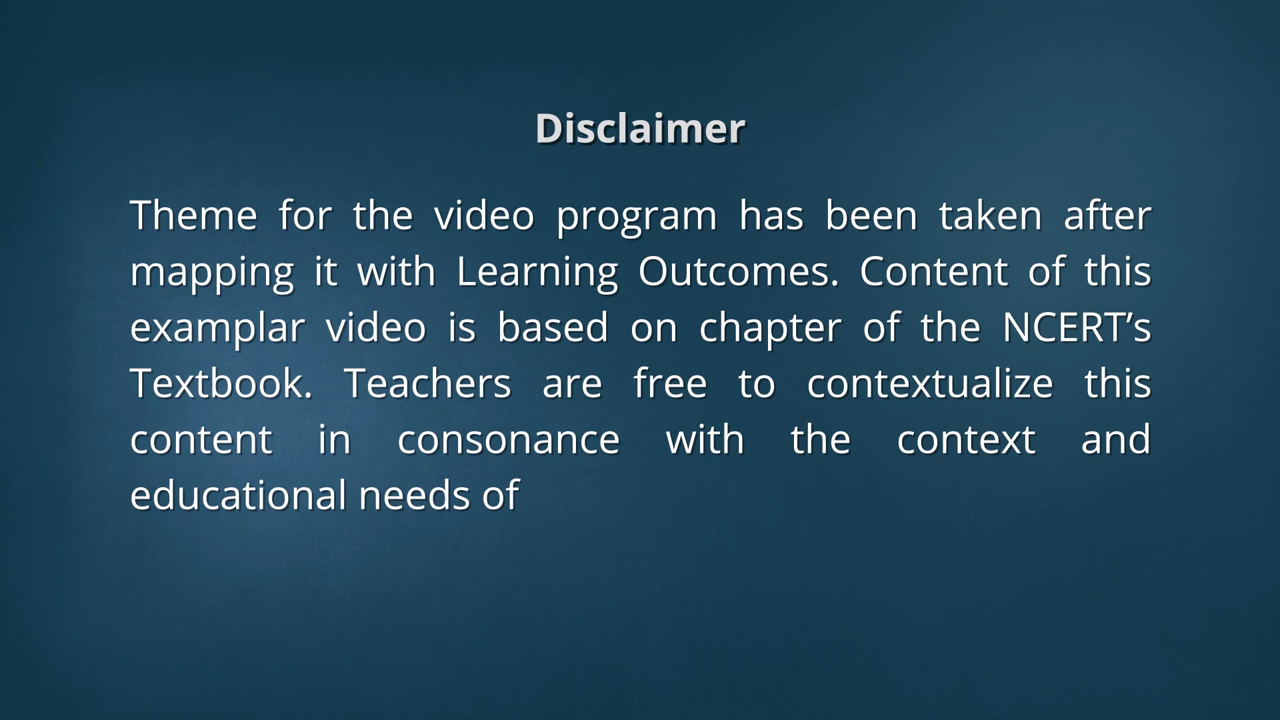 Disclaimer
Theme for the video program has been taken after
mapping it with Learning Outcomes. Content of this
examplar video is based on chapter of the NCERT’s
Textbook. Teachers are free to contextualize this
content in consonance with the context and
educational needs of